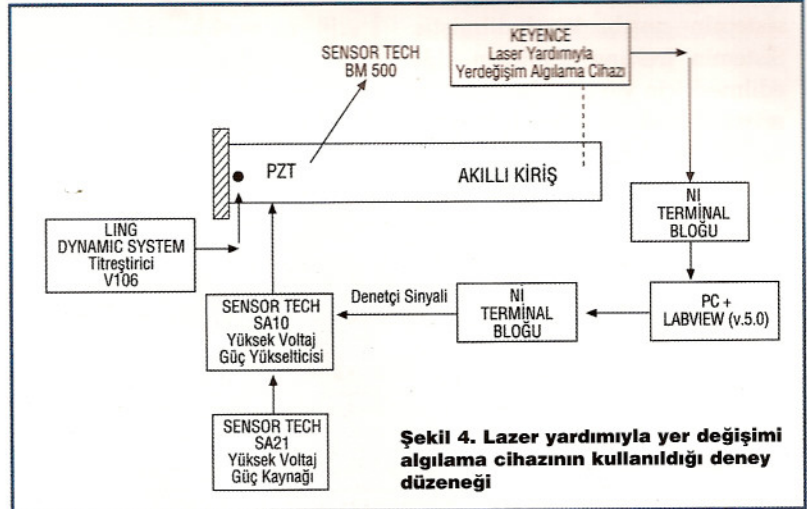 SENSOR TECH
BM 500
KEYENCE
Laser Yardımıyla
Yerdeğişim Algılama Cihazı
PZT
AKILLI KİRİŞ
LING
DYNAMIC SYSTEM
Titreştirici
V106
NI
TERMİNAL
BLOĞU
SENSOR TECH
SA10
Yüksek Voltaj
Güç Yükselticisi
Denetçi Sinyali
NI
TERMİNAL
BLOĞU
PC +
LABVIEW (v.5.0)
SENSOR TECH
SA21
Yüksek Voltaj
Güç Kaynağı
Şekil 4. Lazer yardımıyla yer değişimi
algılama cihazının kullanıldığı deney
düzeneği